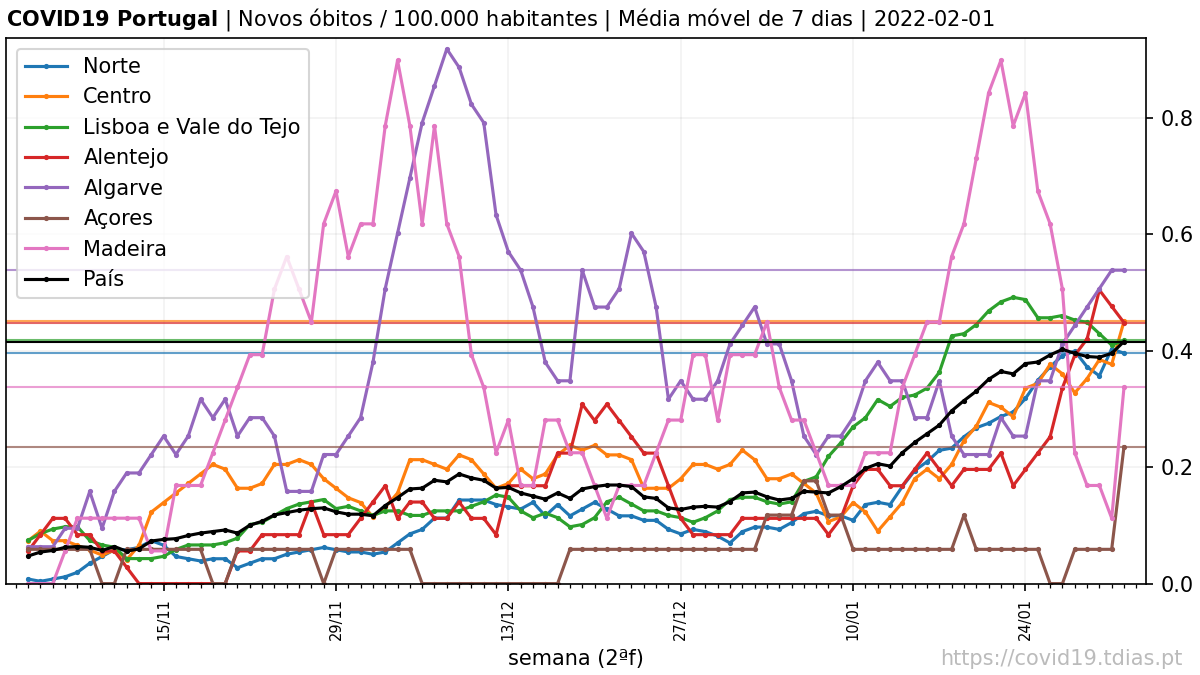 COVID19 Portugal | Novos óbitos / 100.000 habitantes | Média móvel de 7 dias | 2022-02-01
Norte
Centro
Lisboa e Vale do Tejo
Alentejo
Algarve
Açores
Madeira
País
0.8
0.6
0.4
0.2
0.0
15/11
29/11
13/12
27/12
10/01
24/01
semana (2ªf)
https://covid19.tdias.pt